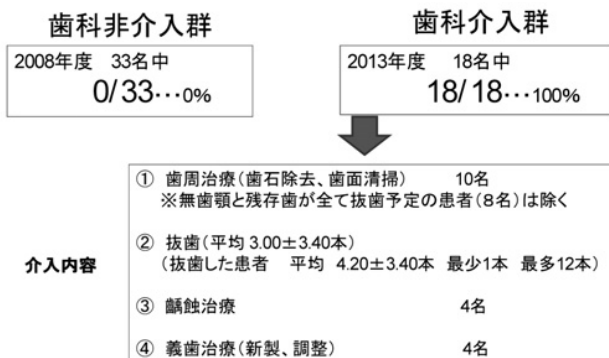 歯科非介入群
歯科介入群
2008年度 33名中
0/33…0%
2013年度 18名中
18/18…100%
介入内容
① 歯周治療(歯石除去、歯面清掃) 10名
※無歯顎と残存歯が全て抜歯予定の患者(8名)は除く
② 抜歯(平均 3.00±3.40本)
(抜歯した患者 平均 4.20±3.40本 最少1本 最多12本)
③ 齲蝕治療 4名
④ 義歯治療(新製、調整) 4名